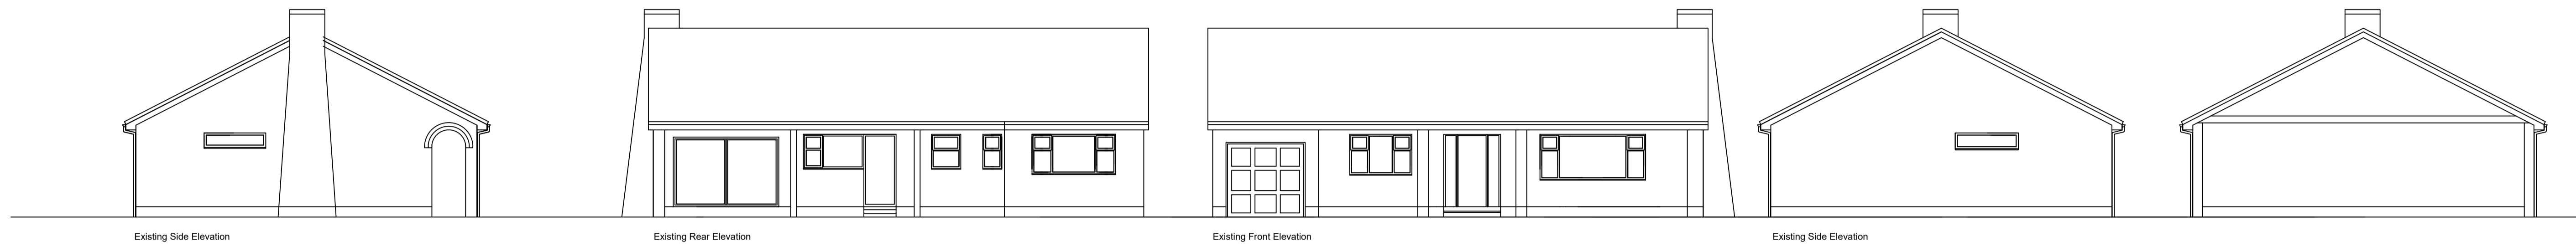 Existing Side Elevation
Existing Rear Elevation
Existing Front Elevation
Existing Side Elevation